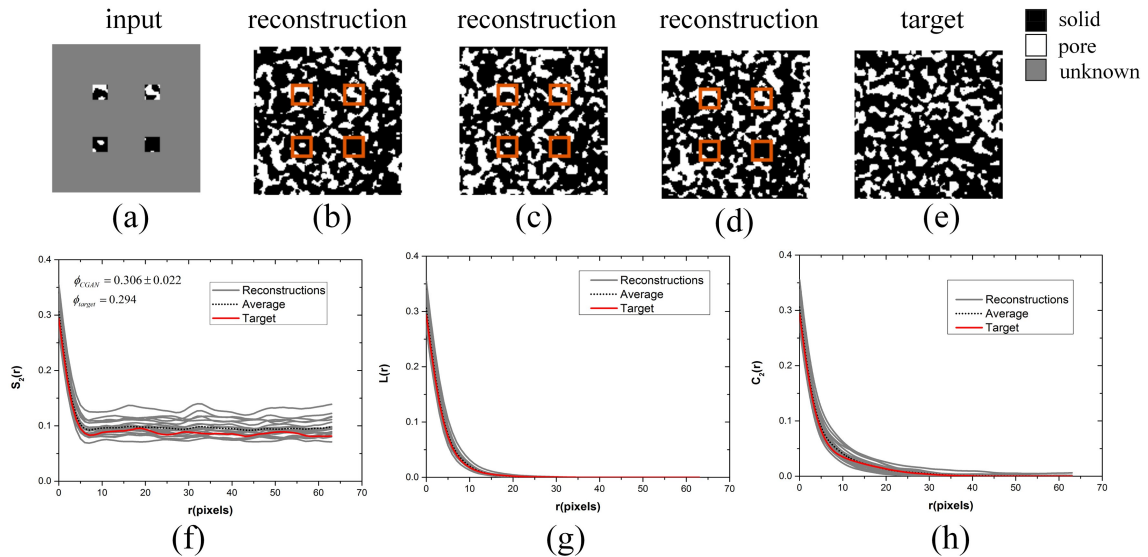 input
reconstruction
reconstruction
reconstruction
target
solid
pore
unknown
(a)
(b)
(c)
(d)
(e)
0.4
0.3
0.2
0.1
0.0
S₂(r)
ϕ_CGAN = 0.306 ± 0.022
ϕ_target = 0.294
Reconstructions
Average
Target
0 10 20 30 40 50 60 70
r(pixels)
(f)
0.4
0.3
0.2
0.1
0.0
L(r)
Reconstructions
Average
Target
0 10 20 30 40 50 60 70
r(pixels)
(g)
0.4
0.3
0.2
0.1
0.0
C₂(r)
Reconstructions
Average
Target
0 10 20 30 40 50 60 70
r(pixels)
(h)